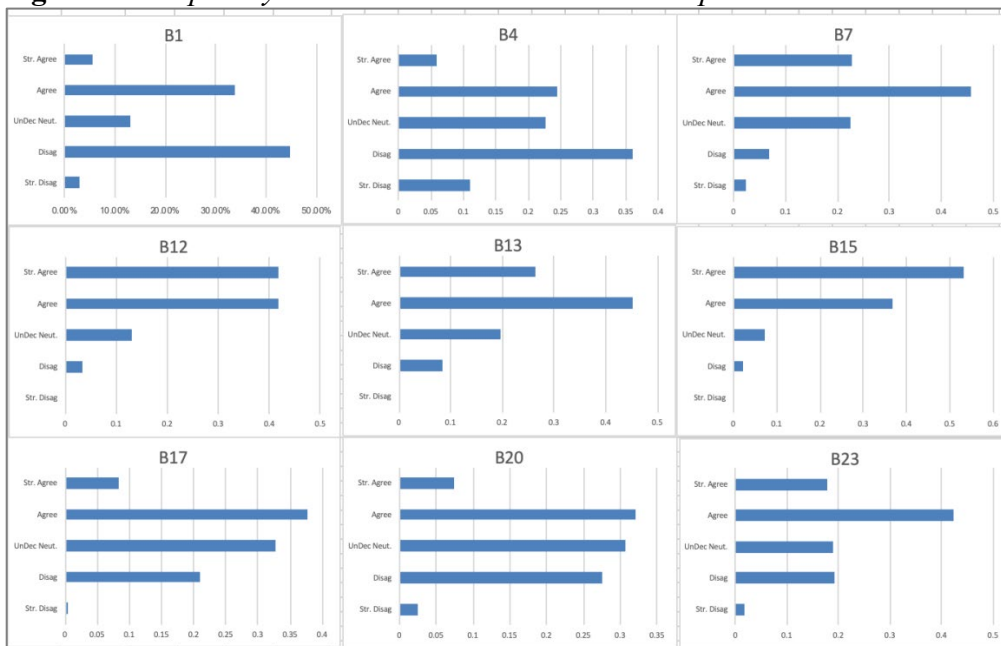 B1
Str. Agree
Agree
UnDec Neut.
Disag
Str. Disag
0.00% 10.00% 20.00% 30.00% 40.00% 50.00%
B4
Str. Agree
Agree
UnDec Neut.
Disag
Str. Disag
0 0.05 0.1 0.15 0.2 0.25 0.3 0.35 0.4
B7
Str. Agree
Agree
UnDec Neut.
Disag
Str. Disag
0 0.1 0.2 0.3 0.4 0.5
B12
Str. Agree
Agree
UnDec Neut.
Disag
Str. Disag
0 0.1 0.2 0.3 0.4 0.5
B13
Str. Agree
Agree
UnDec Neut.
Disag
Str. Disag
0 0.1 0.2 0.3 0.4 0.5
B15
Str. Agree
Agree
UnDec Neut.
Disag
Str. Disag
0 0.1 0.2 0.3 0.4 0.5 0.6
B17
Str. Agree
Agree
UnDec Neut.
Disag
Str. Disag
0 0.05 0.1 0.15 0.2 0.25 0.3 0.35 0.4
B20
Str. Agree
Agree
UnDec Neut.
Disag
Str. Disag
0 0.05 0.1 0.15 0.2 0.25 0.3 0.35
B23
Str. Agree
Agree
UnDec Neut.
Disag
Str. Disag
0 0.1 0.2 0.3 0.4 0.5